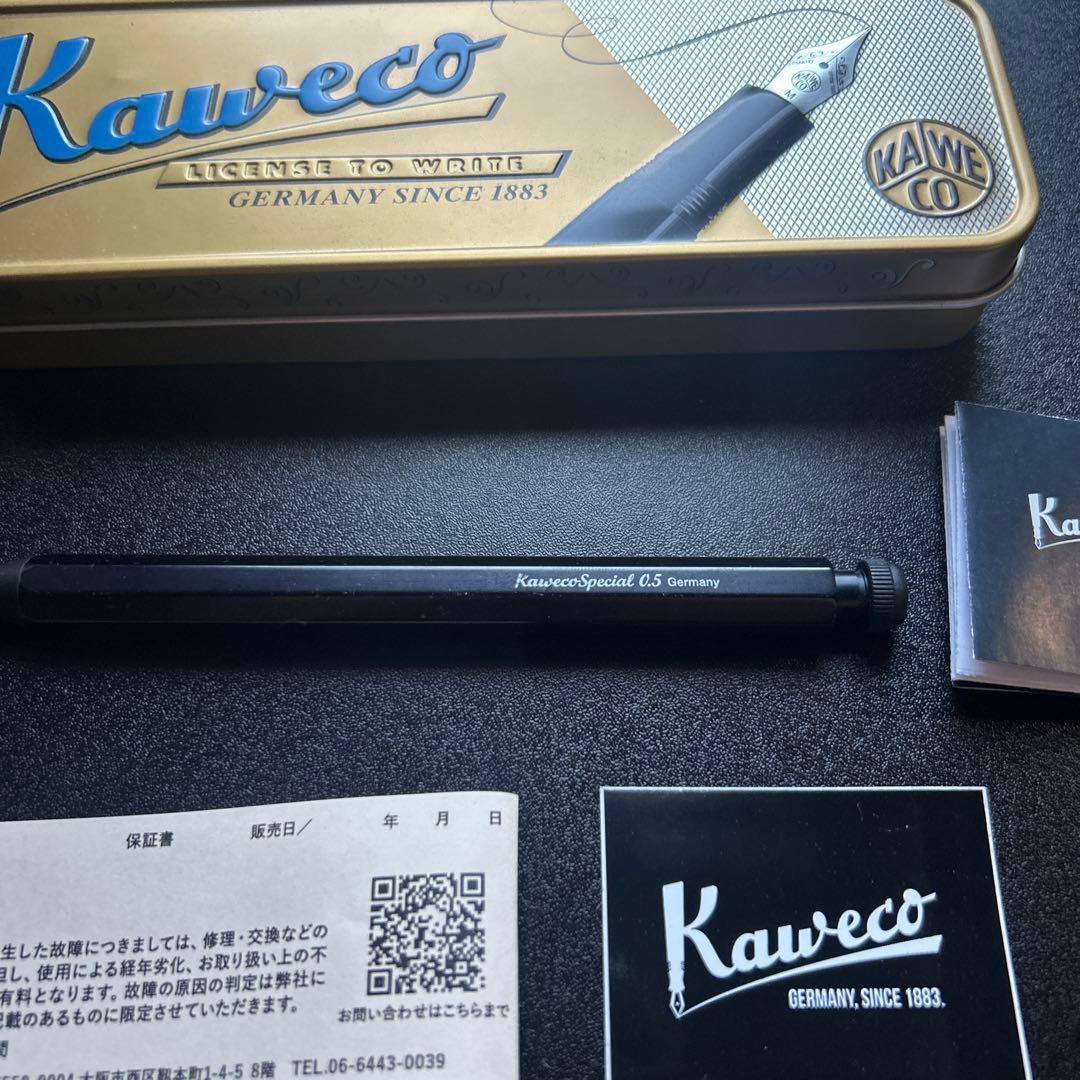 Kaweco
LICENSE TO WRITE
GERMANY SINCE 1883
KAWE
CO
M
KAWE
CO
KawecoSpecial 0.5 Germany
Ka
保証書 販売日／ 年 月 日
生した故障につきましては、修理・交換などの
但し、使用による経年劣化、お取り扱い上の不
有料となります。故障の原因の判定は弊社に
記載のあるものに限定させていただきます。
間
お問い合わせはこちらまで
大阪市西区靱本町1-4-5 8階 TEL.06-6443-0039
Kaweco
GERMANY, SINCE 1883.